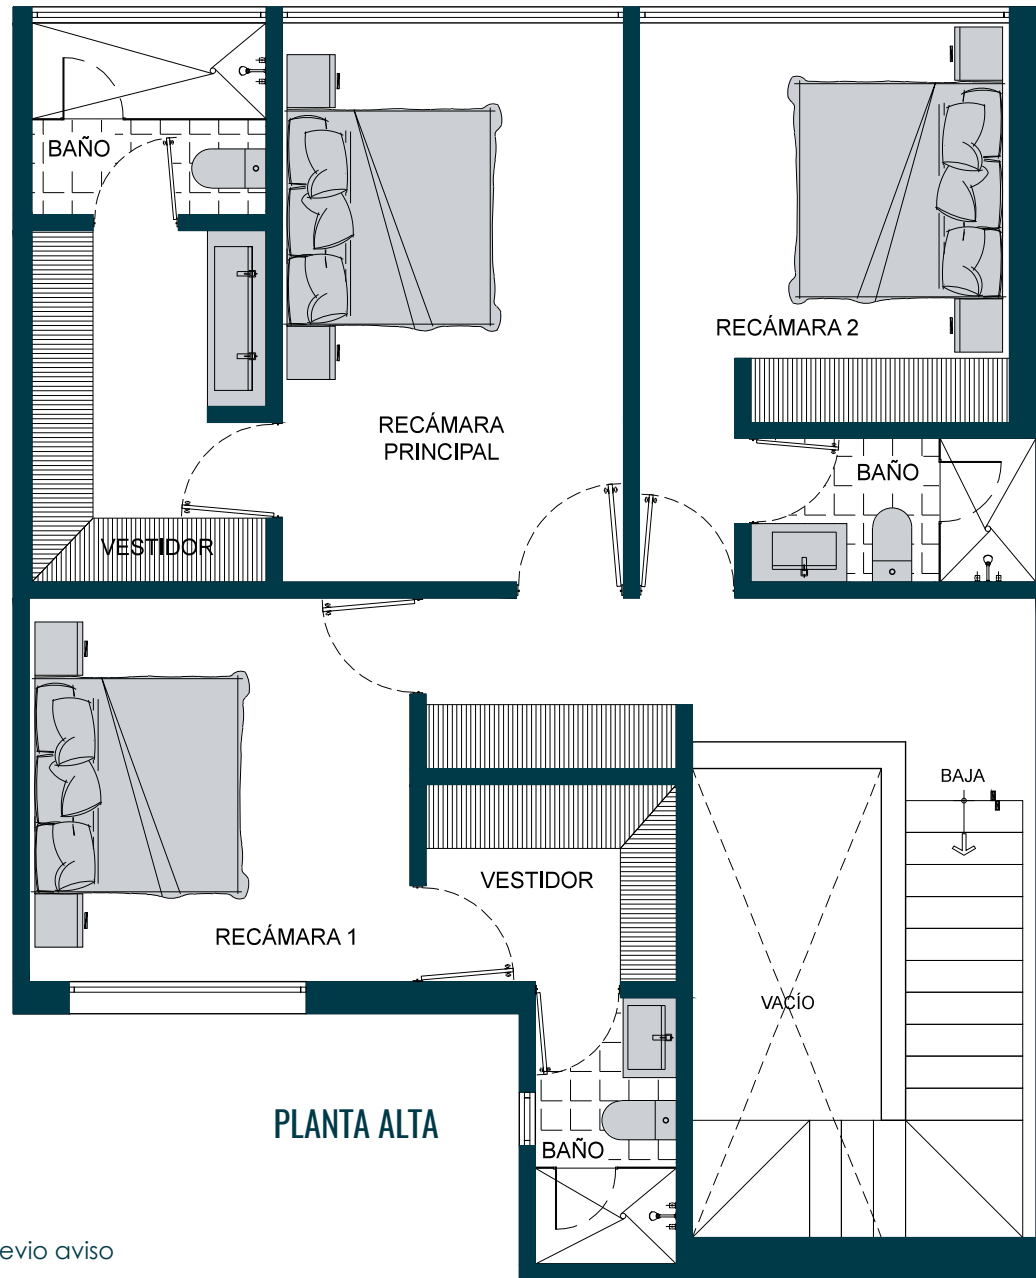 BAÑO
RECÁMARA 2
RECÁMARA
PRINCIPAL
BAÑO
VESTIDOR
BAJA
VESTIDOR
RECÁMARA 1
VACÍO
PLANTA ALTA
BAÑO
evio aviso